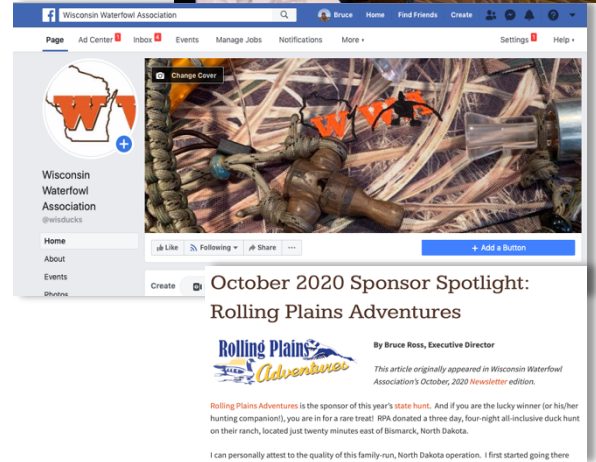 Wisconsin Waterfowl Association
Bruce
Home
Find Friends
Create
Page
Ad Center 1
Inbox 4
Events
Manage Jobs
Notifications
More
Settings 1
Help
Change Cover
W W
WWA
Wisconsin
Waterfowl
Association
@wisducks
Home
About
Events
Photos
Like
Following
Share
...
+ Add a Button
Create
October 2020 Sponsor Spotlight:
Rolling Plains Adventures
Rolling Plains
Adventures
By Bruce Ross, Executive Director
This article originally appeared in Wisconsin Waterfowl
Association's October, 2020 Newsletter edition.
Rolling Plains Adventures is the sponsor of this year's state hunt. And if you are the lucky winner (or his/her
hunting companion!), you are in for a rare treat! RPA donated a three day, four-night all-inclusive duck hunt
on their ranch, located just twenty minutes east of Bismarck, North Dakota.
I can personally attest to the quality of this family-run, North Dakota operation. I first started going there